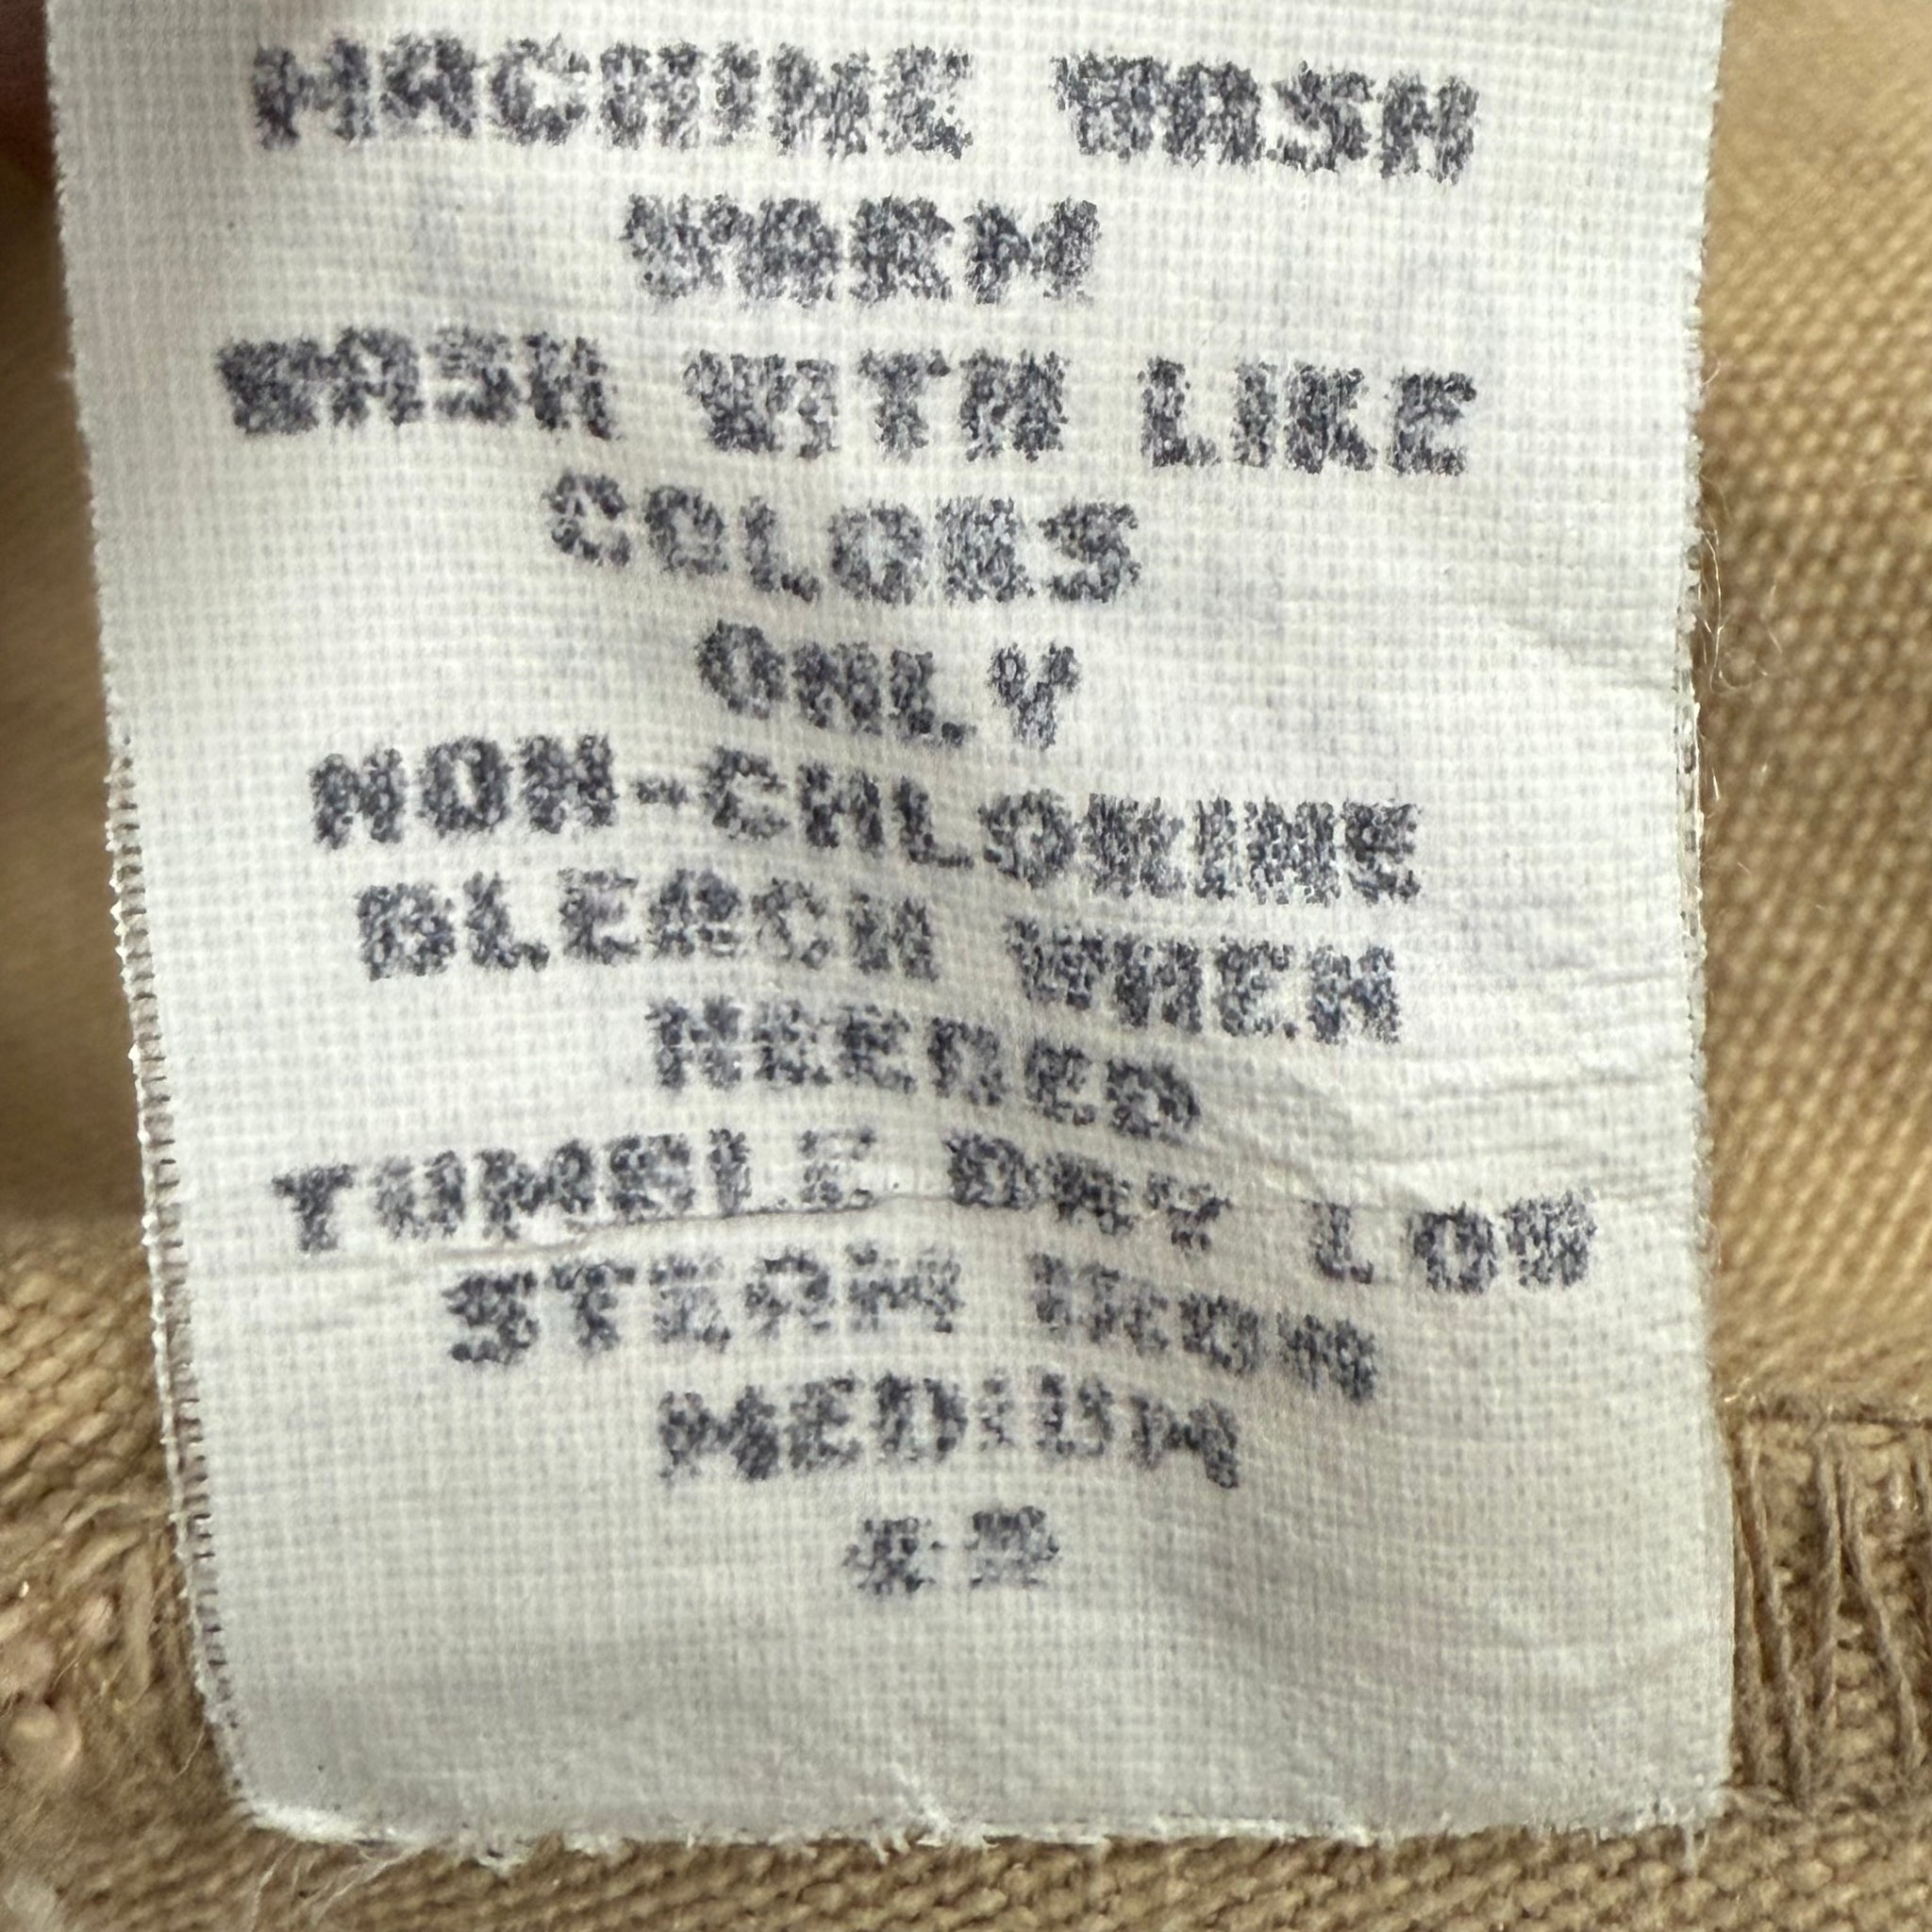 MACHINE WASH
WARM
WASH WITH LIKE
COLORS
ONLY
NON-CHLORINE
BLEACH WHEN
NEEDED
TUMBLE DRY LOW
STEAM IRON
MEDIUM